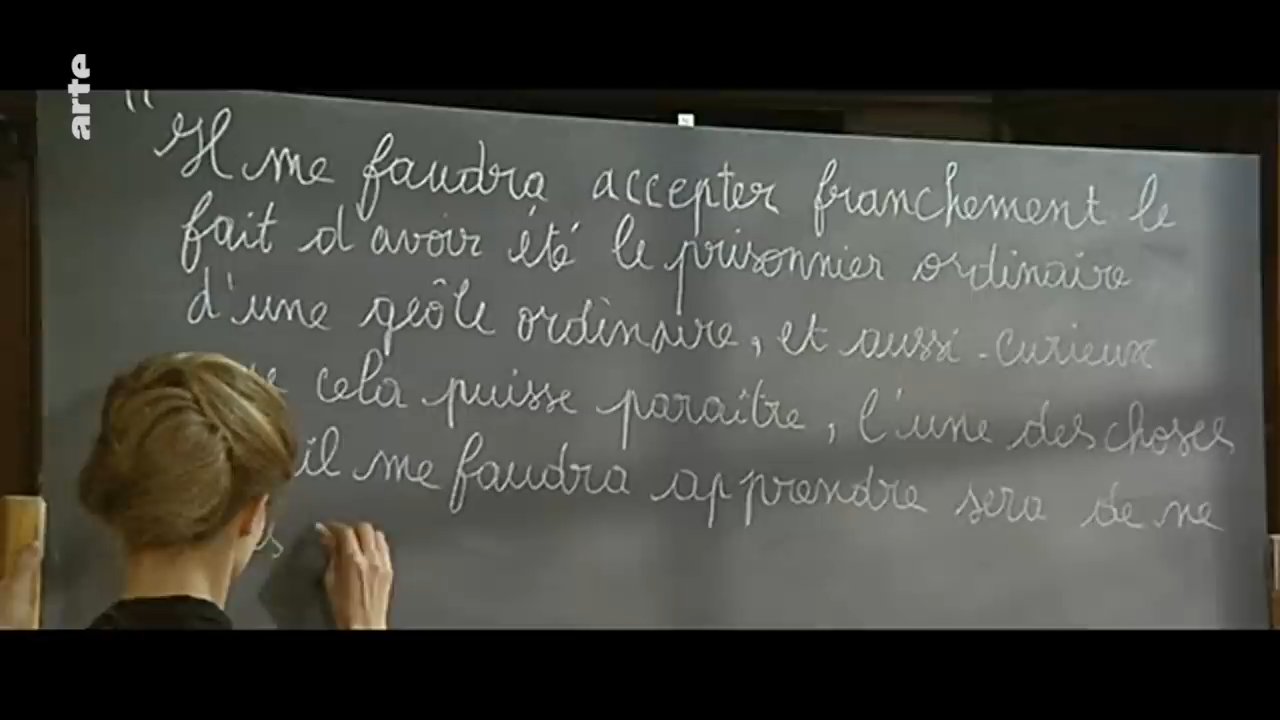 arte
" Il me faudra accepter franchement le
fait d'avoir été le prisonnier ordinaire
d'une geôle ordinaire, et aussi curieux
cela puisse paraître, l'une des choses
il me faudra apprendre sera de ne